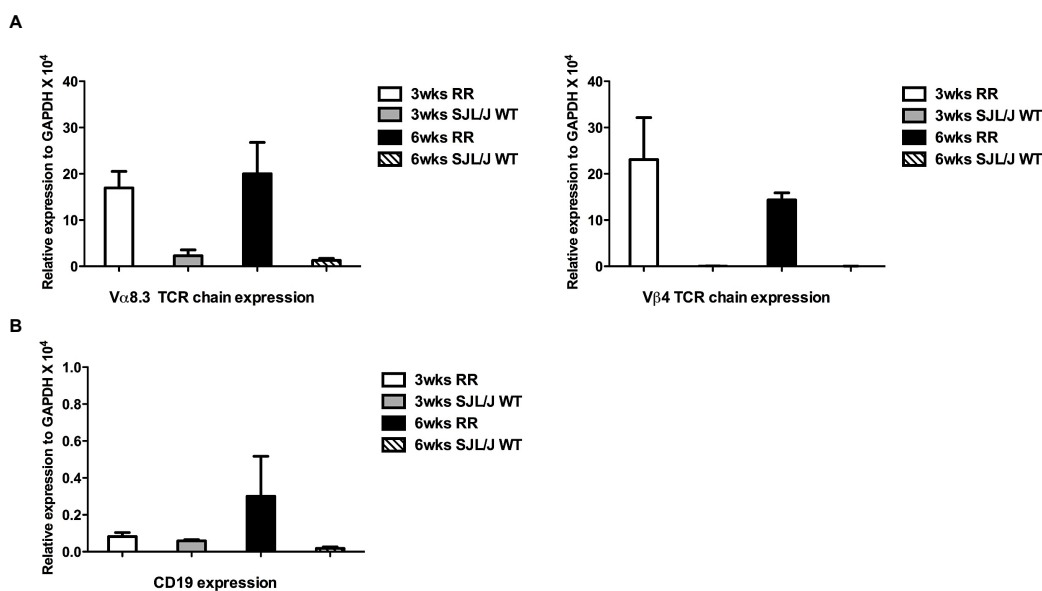 A
Relative expression to GAPDH X 10⁴
40
30
20
10
0
3wks RR
3wks SJL/J WT
6wks RR
6wks SJL/J WT
Vα8.3 TCR chain expression
Relative expression to GAPDH X 10⁴
40
30
20
10
0
3wks RR
3wks SJL/J WT
6wks RR
6wks SJL/J WT
Vβ4 TCR chain expression
B
Relative expression to GAPDH X 10⁴
1.0
0.8
0.6
0.4
0.2
0.0
3wks RR
3wks SJL/J WT
6wks RR
6wks SJL/J WT
CD19 expression